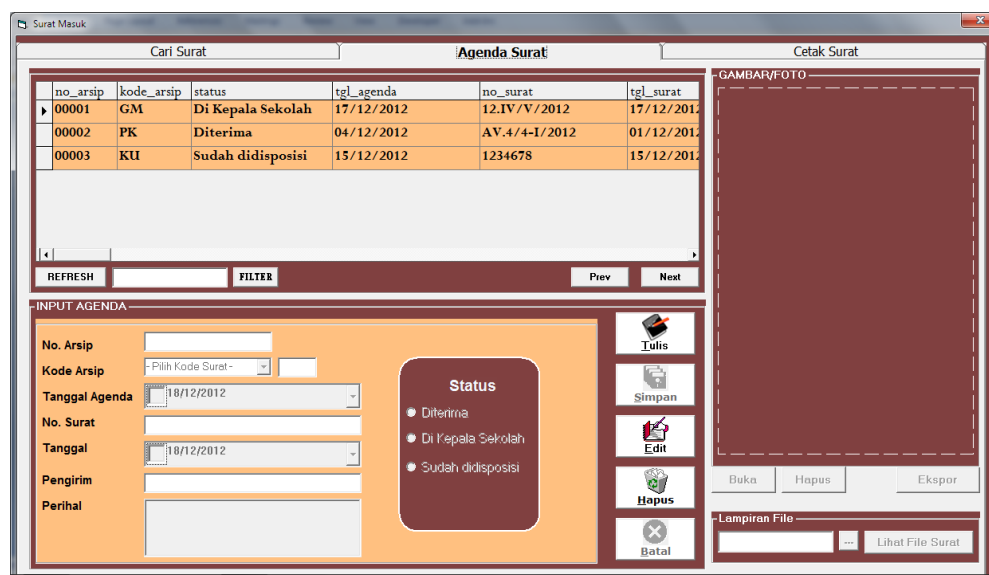 Surat Masuk
Cari Surat Agenda Surat Cetak Surat
no_arsip kode_arsip status tgl_agenda no_surat tgl_surat
00001 GM Di Kepala Sekolah 17/12/2012 12.IV/V/2012 17/12/2012
00002 PK Diterima 04/12/2012 AV.4/4-I/2012 01/12/2012
00003 KU Sudah didisposisi 15/12/2012 1234678 15/12/2012
REFRESH FILTER Prev Next
GAMBAR/FOTO
INPUT AGENDA
No. Arsip
Kode Arsip - Pilih Kode Surat -
Tanggal Agenda 18/12/2012
No. Surat
Tanggal 18/12/2012
Pengirim
Perihal
Status
Diterima
Di Kepala Sekolah
Sudah didisposisi
Tulis
Simpan
Edit
Hapus
Batal
Buka Hapus Ekspor
Lampiran File
... Lihat File Surat